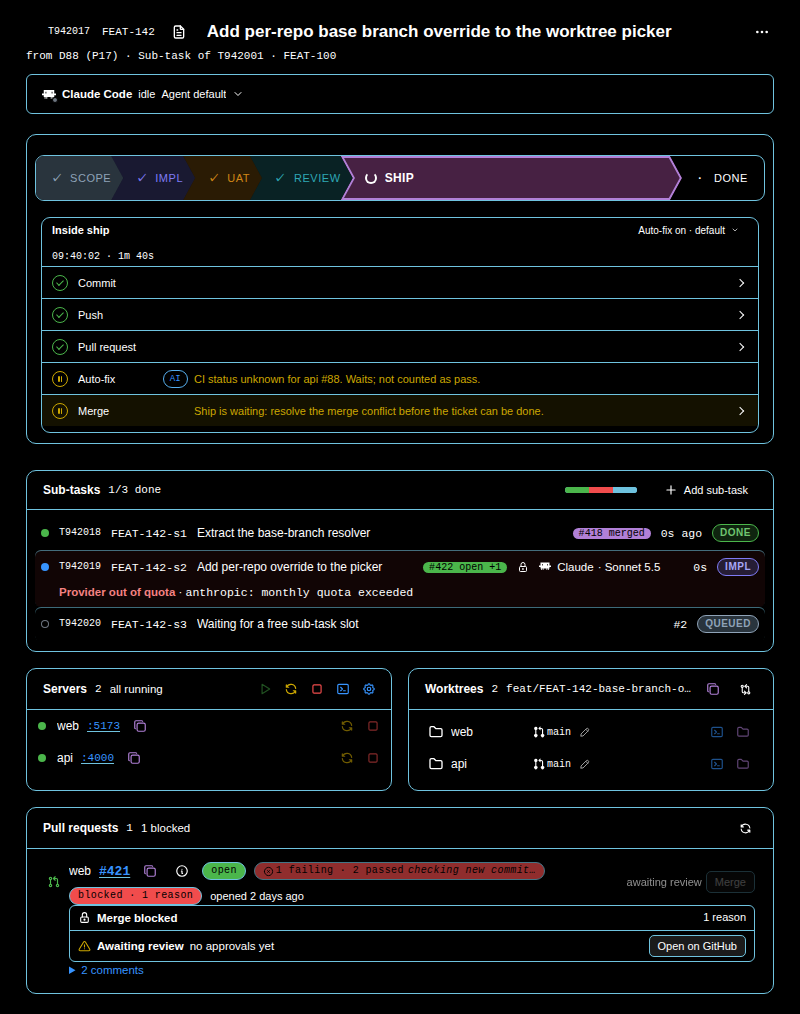 T942017 FEAT-142 Add per-repo base branch override to the worktree picker
from D88 (P17) · Sub-task of T942001 · FEAT-100
Claude Code idle Agent default
SCOPE IMPL UAT REVIEW SHIP · DONE
Inside ship Auto-fix on · default
09:40:02 · 1m 40s
Commit
Push
Pull request
Auto-fix AI CI status unknown for api #88. Waits; not counted as pass.
Merge Ship is waiting: resolve the merge conflict before the ticket can be done.
Sub-tasks 1/3 done Add sub-task
T942018 FEAT-142-s1 Extract the base-branch resolver #418 merged 0s ago DONE
T942019 FEAT-142-s2 Add per-repo override to the picker #422 open +1 Claude · Sonnet 5.5 0s IMPL
Provider out of quota · anthropic: monthly quota exceeded
T942020 FEAT-142-s3 Waiting for a free sub-task slot #2 QUEUED
Servers 2 all running
web :5173
api :4000
Worktrees 2 feat/FEAT-142-base-branch-o…
web main
api main
Pull requests 1 1 blocked
web #421 open 1 failing · 2 passed checking new commit…
blocked · 1 reason opened 2 days ago
awaiting review Merge
Merge blocked 1 reason
Awaiting review no approvals yet Open on GitHub
2 comments